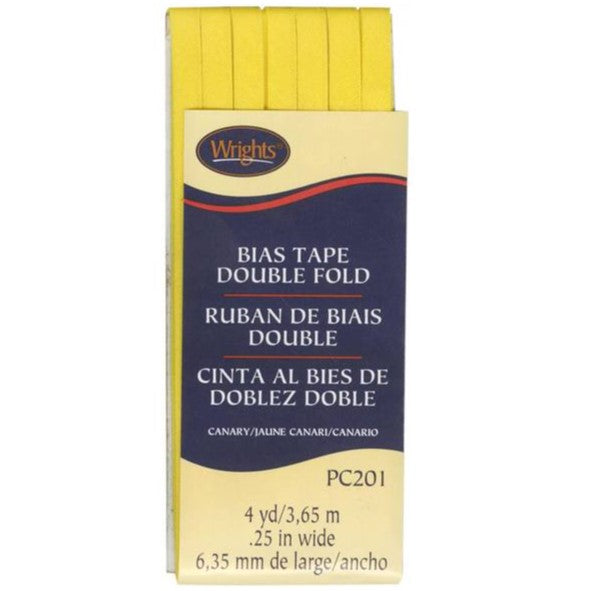 Wrights®
BIAS TAPE
DOUBLE FOLD
RUBAN DE BIAIS
DOUBLE
CINTA AL BIES DE
DOBLEZ DOBLE
CANARY/JAUNE CANARI/CANARIO
PC201
4 yd/3,65 m
.25 in wide
6,35 mm de large/ancho